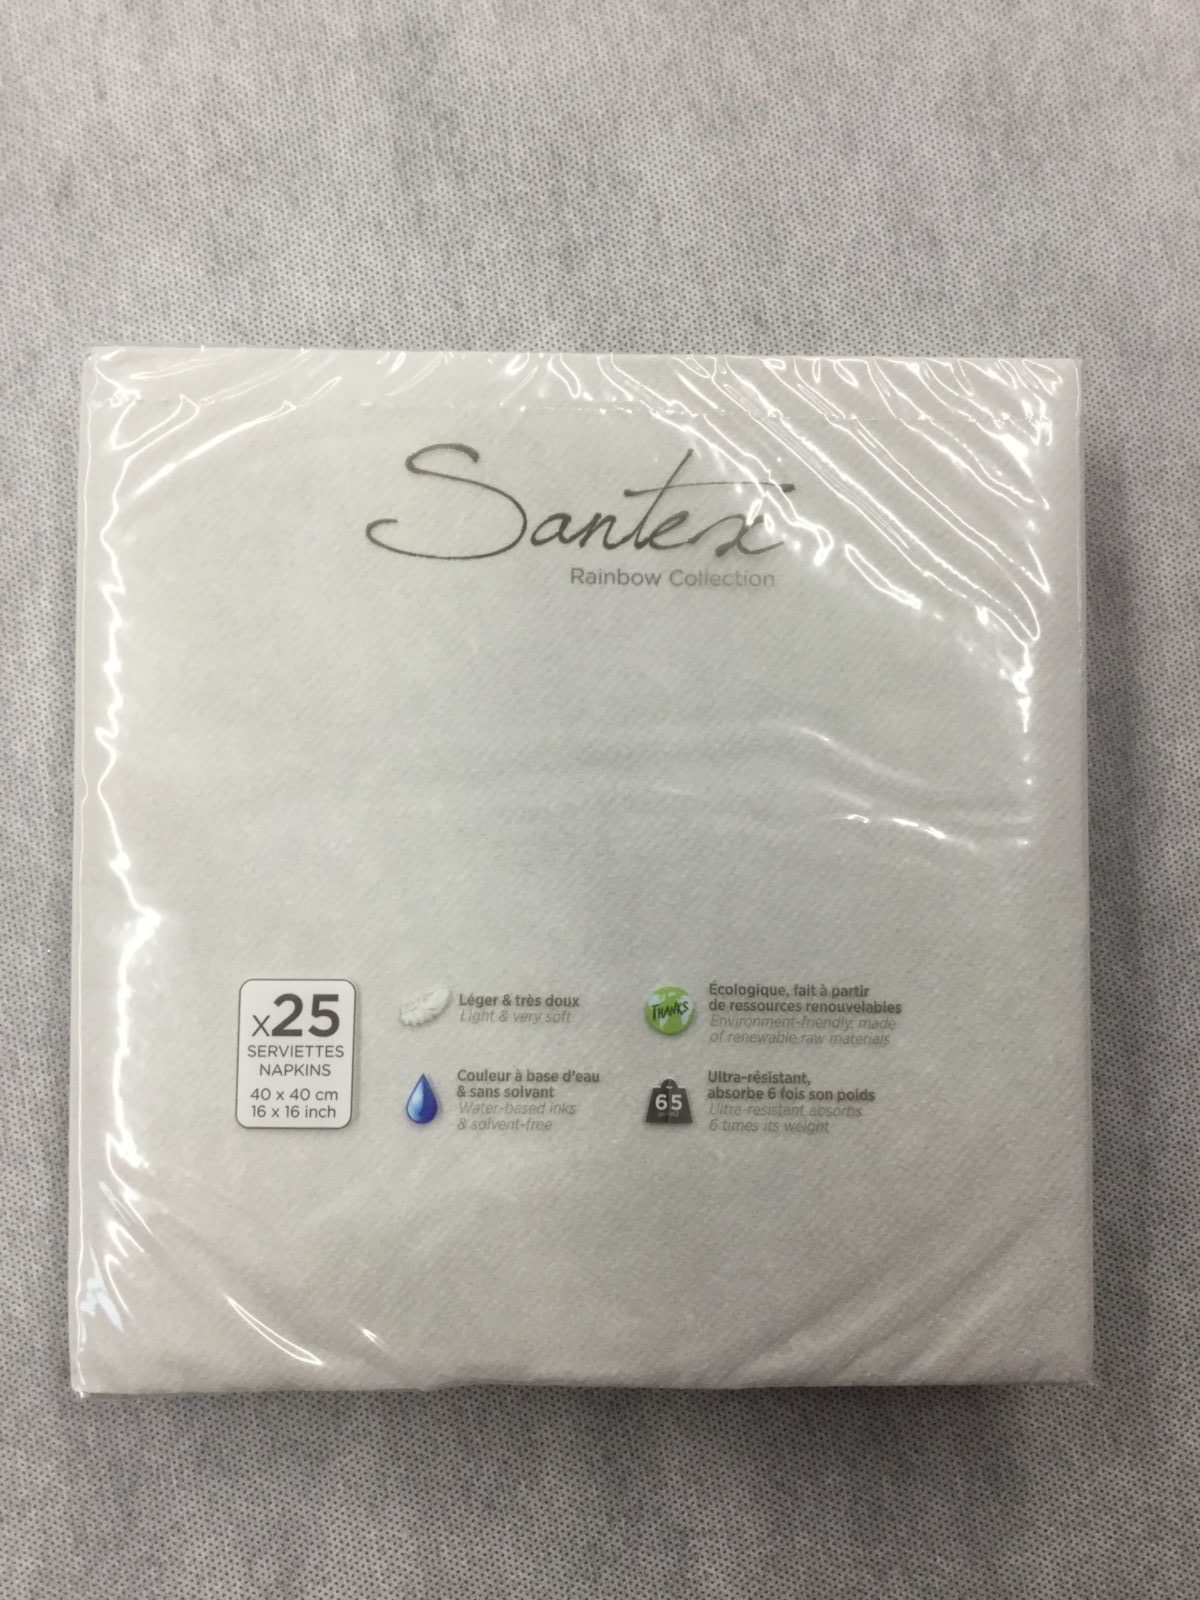 Santex
Rainbow Collection
x25
SERVIETTES
NAPKINS
40 x 40 cm
16 x 16 inch
Léger & très doux
Light & very soft
Couleur à base d'eau
& sans solvant
Water-based inks
& solvent-free
THANKS
Écologique, fait à partir
de ressources renouvelables
Environment-friendly, made
of renewable raw materials
65
Ultra-résistant,
absorbe 6 fois son poids
Ultra-resistant absorbs
6 times its weight